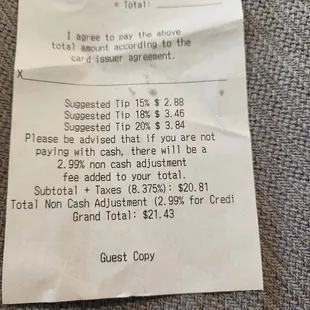 = Total:
I agree to pay the above
total amount according to the
card issuer agreement.
X
Suggested Tip 15% $ 2.88
Suggested Tip 18% $ 3.46
Suggested Tip 20% $ 3.84
Please be advised that if you are not
paying with cash, there will be a
2.99% non cash adjustment
fee added to your total.
Subtotal + Taxes (8.375%): $20.81
Total Non Cash Adjustment (2.99% for Credi
Grand Total: $21.43
Guest Copy